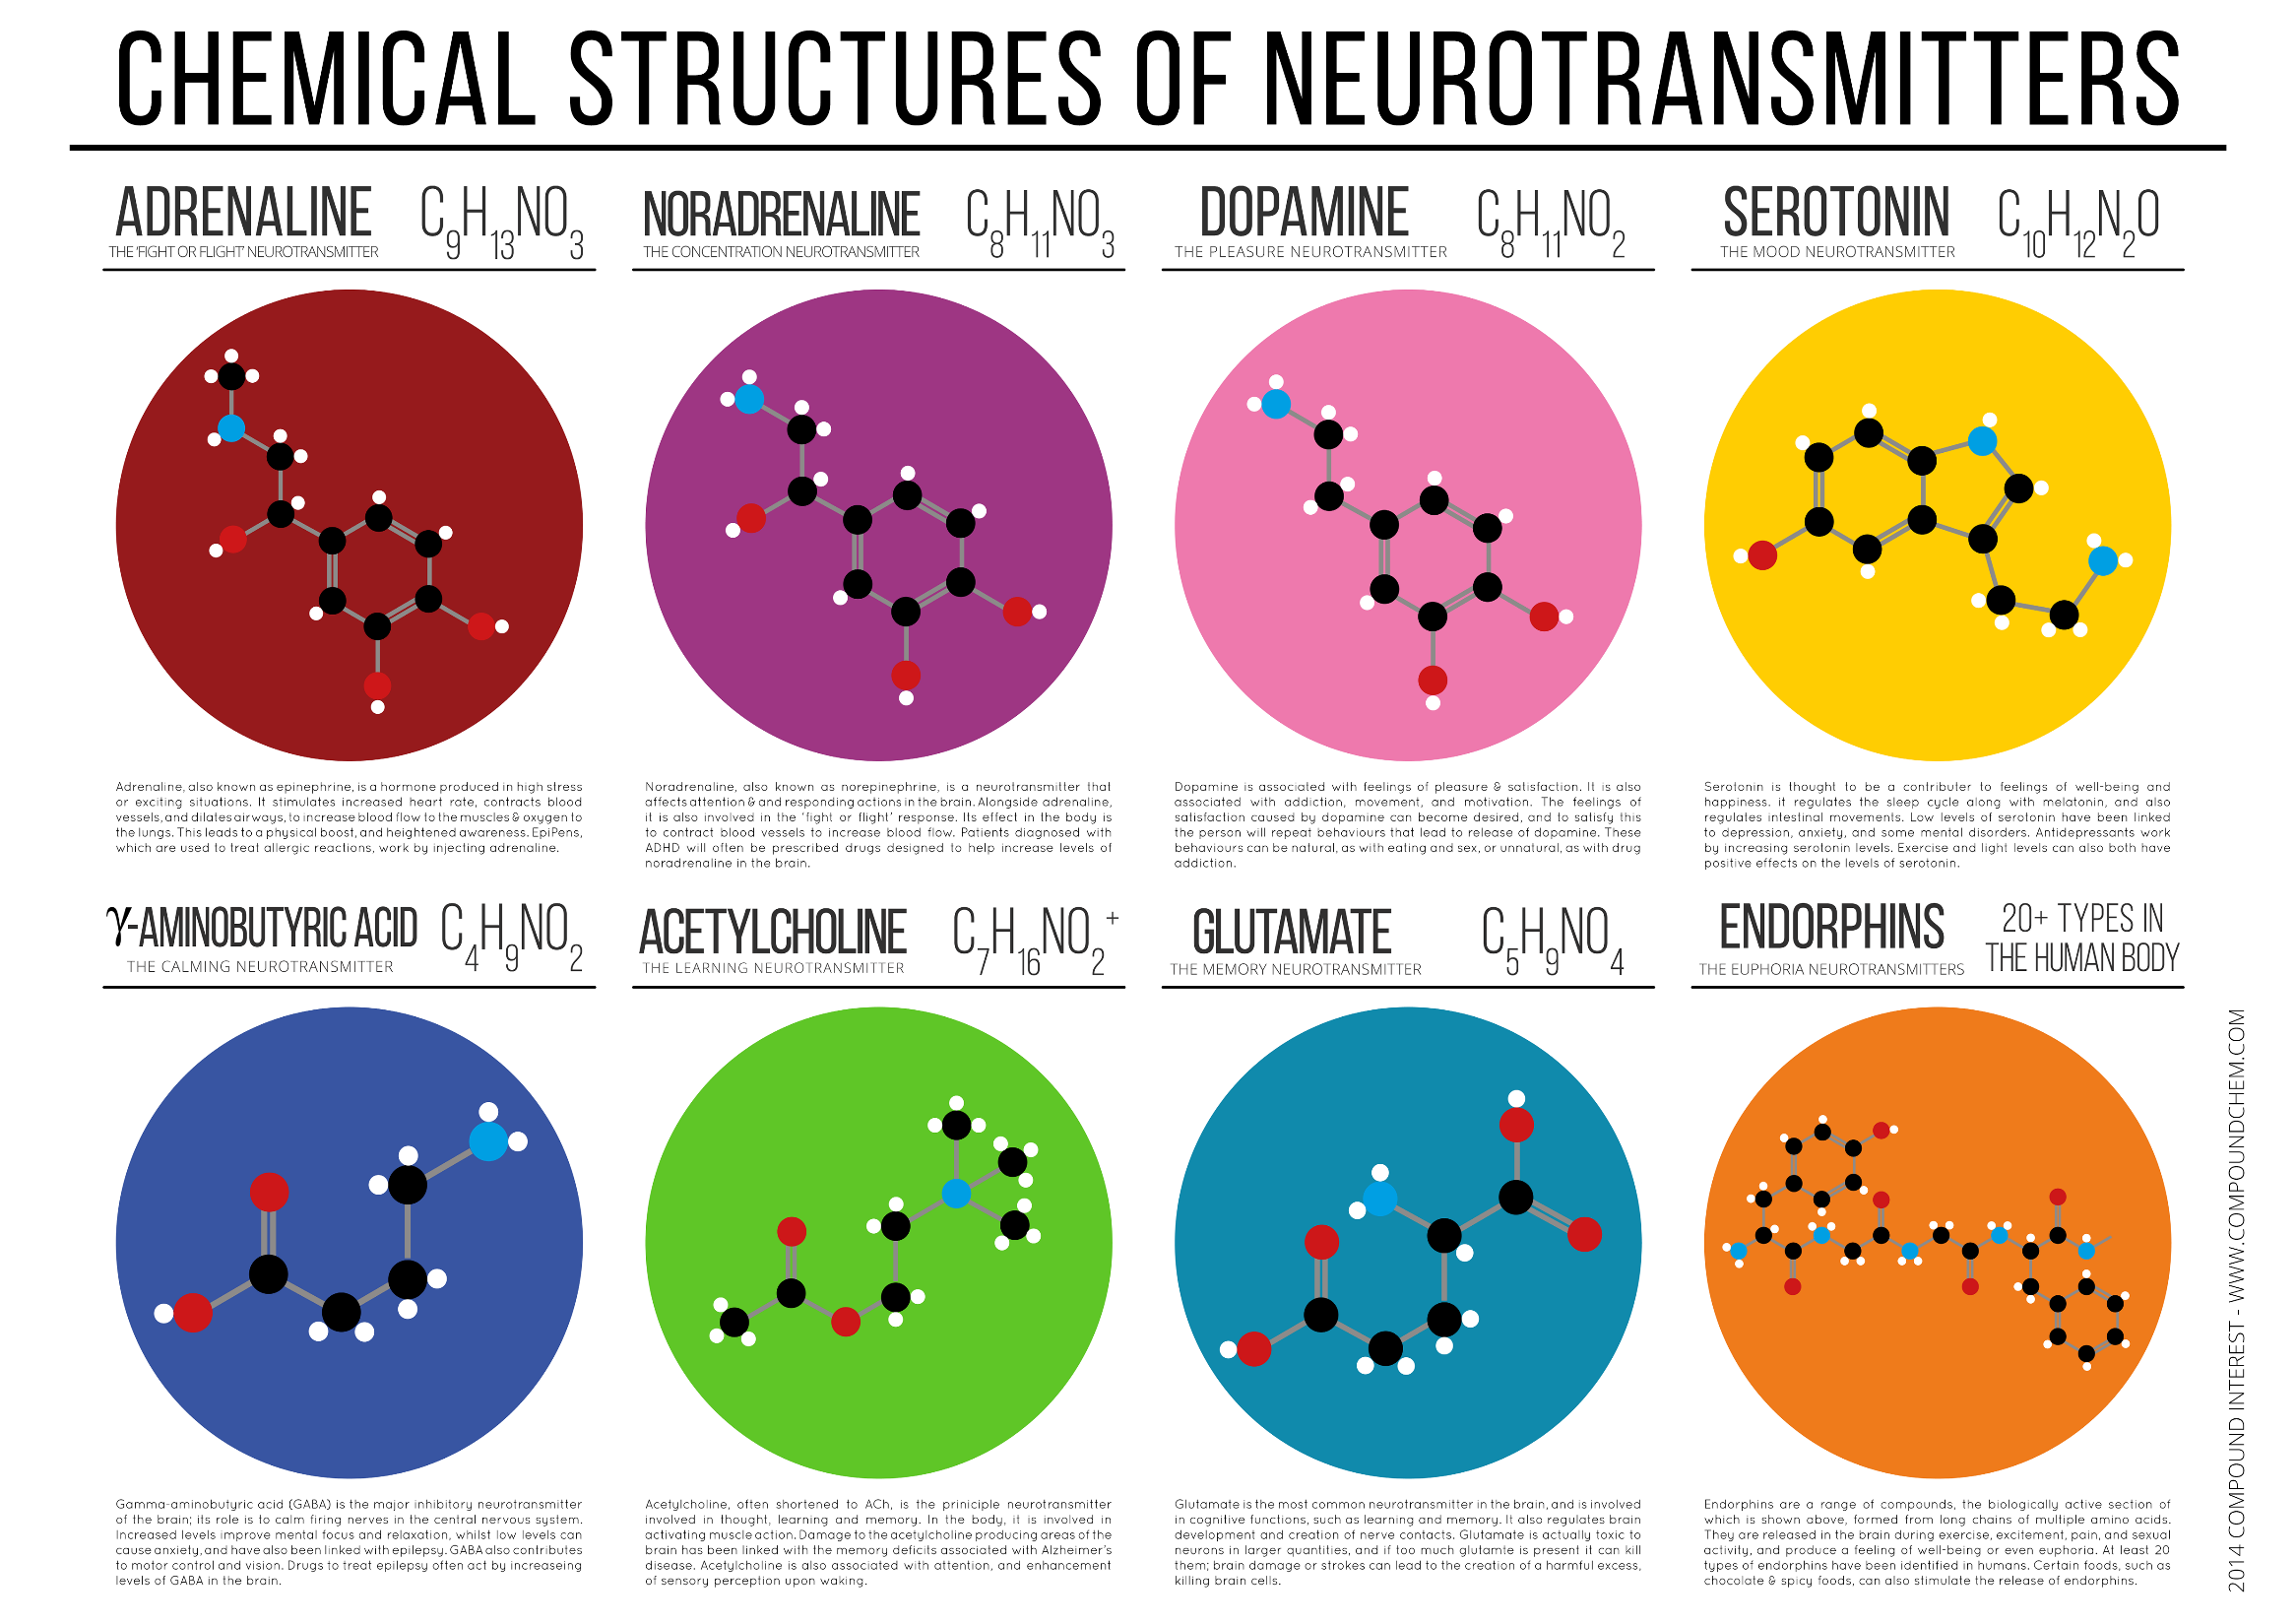 CHEMICAL STRUCTURES OF NEUROTRANSMITTERS
ADRENALINE C9H13NO3
THE 'FIGHT OR FLIGHT' NEUROTRANSMITTER
NORADRENALINE C8H11NO3
THE CONCENTRATION NEUROTRANSMITTER
DOPAMINE C8H11NO2
THE PLEASURE NEUROTRANSMITTER
SEROTONIN C10H12N2O
THE MOOD NEUROTRANSMITTER
Adrenaline, also known as epinephrine, is a hormone produced in high stress
or exciting situations. It stimulates increased heart rate, contracts blood
vessels, and dilates airways, to increase blood flow to the muscles & oxygen to
the lungs. This leads to a physical boost, and heightened awareness. EpiPens,
which are used to treat allergic reactions, work by injecting adrenaline.
Noradrenaline, also known as norepinephrine, is a neurotransmitter that
affects attention & and responding actions in the brain. Alongside adrenaline,
it is also involved in the 'fight or flight' response. Its effect in the body is
to contract blood vessels to increase blood flow. Patients diagnosed with
ADHD will often be prescribed drugs designed to help increase levels of
noradrenaline in the brain.
Dopamine is associated with feelings of pleasure & satisfaction. It is also
associated with addiction, movement, and motivation. The feelings of
satisfaction caused by dopamine can become desired, and to satisfy this
the person will repeat behaviours that lead to release of dopamine. These
behaviours can be natural, as with eating and sex, or unnatural, as with drug
addiction.
Serotonin is thought to be a contributer to feelings of well-being and
happiness. it regulates the sleep cycle along with melatonin, and also
regulates intestinal movements. Low levels of serotonin have been linked
to depression, anxiety, and some mental disorders. Antidepressants work
by increasing serotonin levels. Exercise and light levels can also both have
positive effects on the levels of serotonin.
γ-AMINOBUTYRIC ACID C4H9NO2
THE CALMING NEUROTRANSMITTER
ACETYLCHOLINE C7H16NO2+
THE LEARNING NEUROTRANSMITTER
GLUTAMATE C5H9NO4
THE MEMORY NEUROTRANSMITTER
ENDORPHINS
THE EUPHORIA NEUROTRANSMITTERS
20+ TYPES IN
THE HUMAN BODY
Gamma-aminobutyric acid (GABA) is the major inhibitory neurotransmitter
of the brain; its role is to calm firing nerves in the central nervous system.
Increased levels improve mental focus and relaxation, whilst low levels can
cause anxiety, and have also been linked with epilepsy. GABA also contributes
to motor control and vision. Drugs to treat epilepsy often act by increaseing
levels of GABA in the brain.
Acetylcholine, often shortened to ACh, is the priniciple neurotransmitter
involved in thought, learning and memory. In the body, it is involved in
activating muscle action. Damage to the acetylcholine producing areas of the
brain has been linked with the memory deficits associated with Alzheimer's
disease. Acetylcholine is also associated with attention, and enhancement
of sensory perception upon waking.
Glutamate is the most common neurotransmitter in the brain, and is involved
in cognitive functions, such as learning and memory. It also regulates brain
development and creation of nerve contacts. Glutamate is actually toxic to
neurons in larger quantities, and if too much glutamte is present it can kill
them; brain damage or strokes can lead to the creation of a harmful excess,
killing brain cells.
Endorphins are a range of compounds, the biologically active section of
which is shown above, formed from long chains of multiple amino acids.
They are released in the brain during exercise, excitement, pain, and sexual
activity, and produce a feeling of well-being or even euphoria. At least 20
types of endorphins have been identified in humans. Certain foods, such as
chocolate & spicy foods, can also stimulate the release of endorphins.
2014 COMPOUND INTEREST - WWW.COMPOUNDCHEM.COM